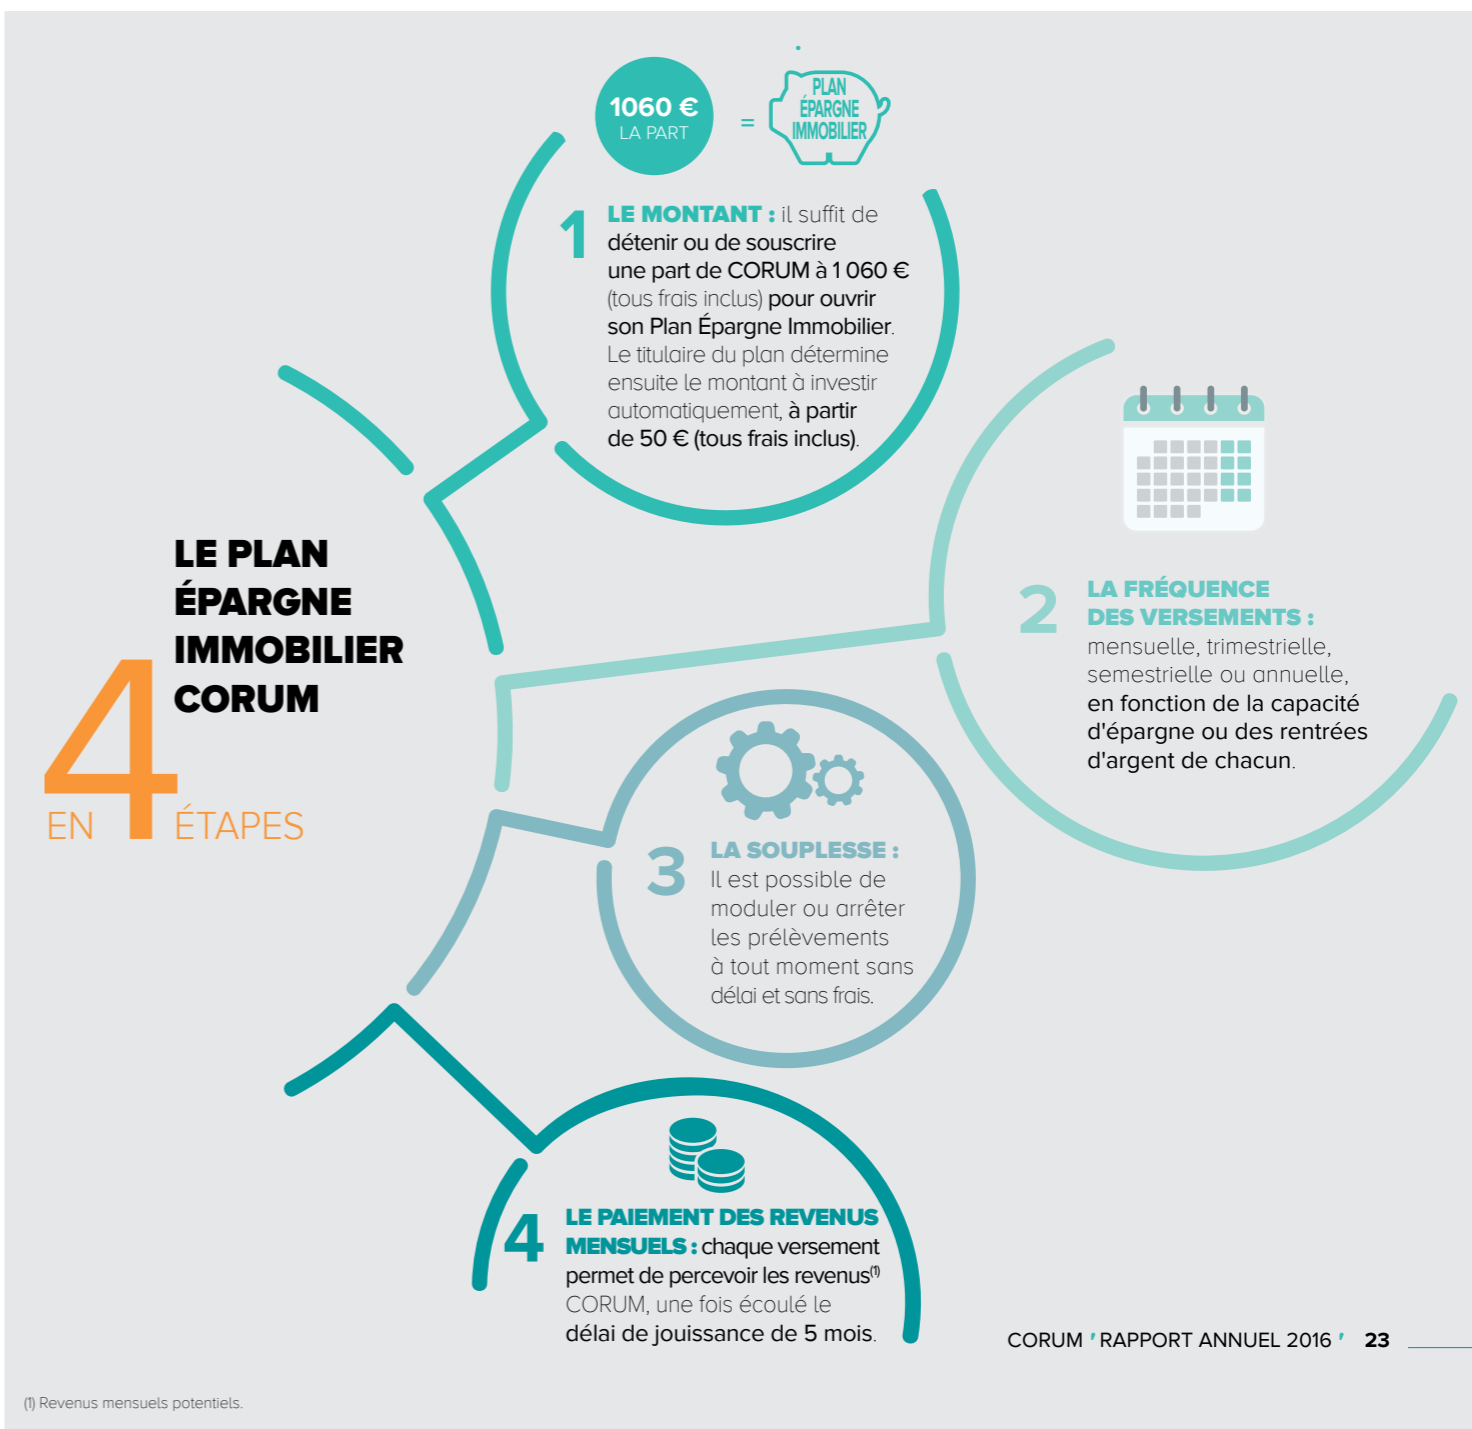 LE PLAN
ÉPARGNE
IMMOBILIER
CORUM
EN 4 ÉTAPES
1060 €
LA PART
=
PLAN
ÉPARGNE
IMMOBILIER
1
LE MONTANT : il suffit de
détenir ou de souscrire
une part de CORUM à 1 060 €
(tous frais inclus) pour ouvrir
son Plan Épargne Immobilier.
Le titulaire du plan détermine
ensuite le montant à investir
automatiquement, à partir
de 50 € (tous frais inclus).
2
LA FRÉQUENCE
DES VERSEMENTS :
mensuelle, trimestrielle,
semestrielle ou annuelle,
en fonction de la capacité
d'épargne ou des rentrées
d'argent de chacun.
3
LA SOUPLESSE :
Il est possible de
moduler ou arrêter
les prélèvements
à tout moment sans
délai et sans frais.
4
LE PAIEMENT DES REVENUS
MENSUELS : chaque versement
permet de percevoir les revenus(1)
CORUM, une fois écoulé le
délai de jouissance de 5 mois.
CORUM ' RAPPORT ANNUEL 2016 ' 23
(1) Revenus mensuels potentiels.